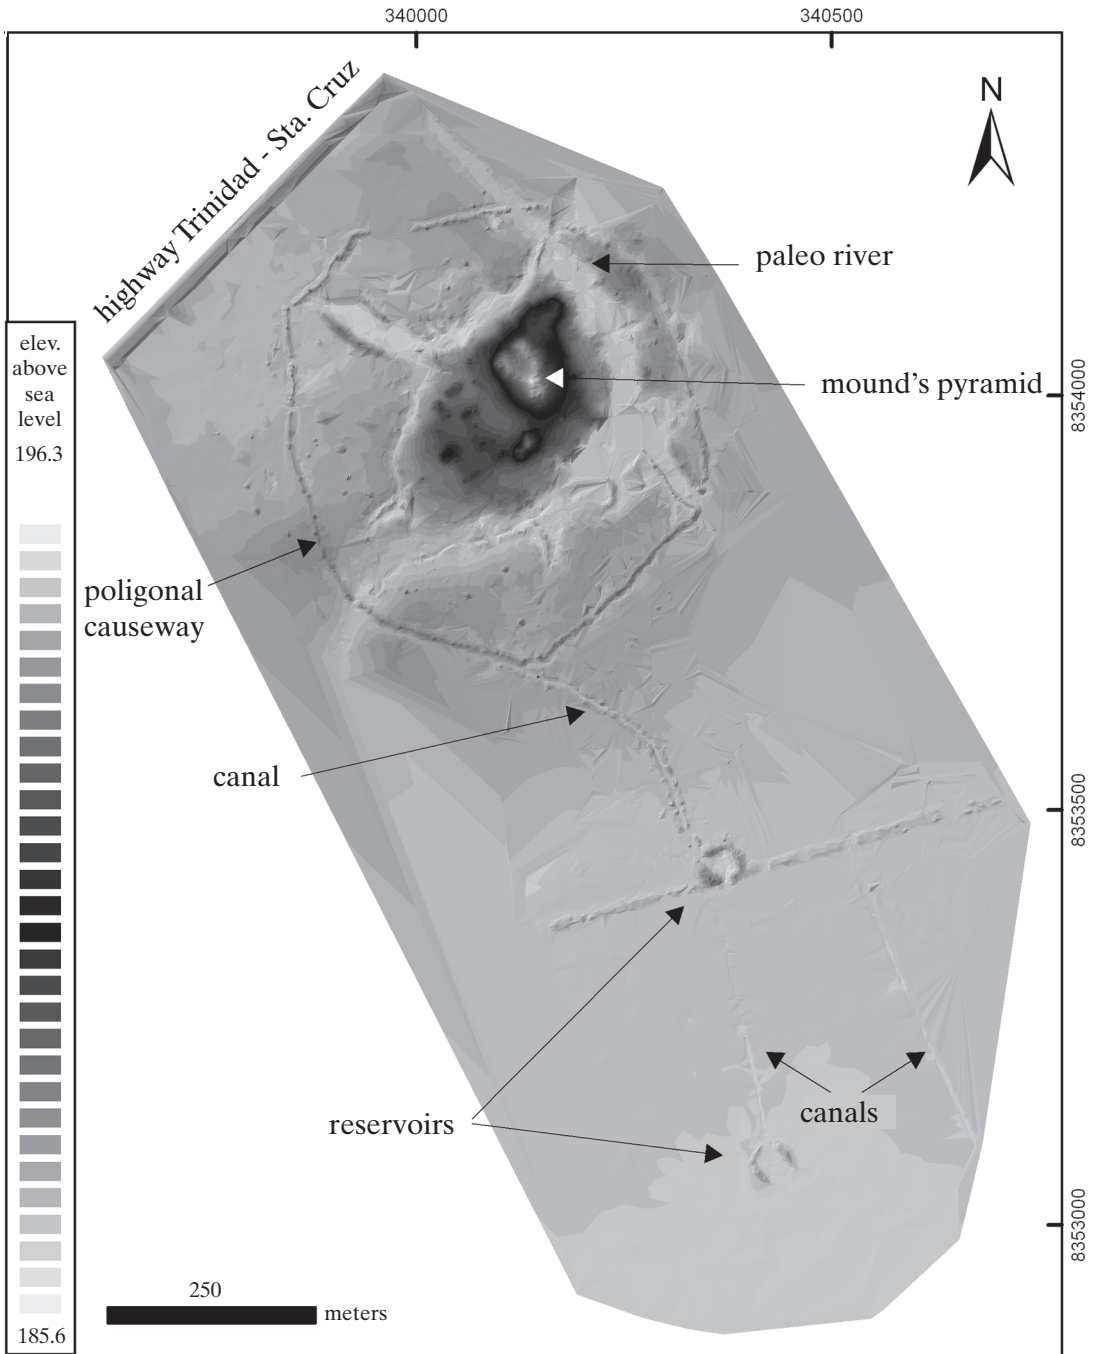 340000
340500
highway Trinidad - Sta. Cruz
N
paleo river
mound's pyramid
8354000
elev.
above
sea
level
196.3
poligonal
causeway
canal
8353500
canals
reservoirs
8353000
250
meters
185.6